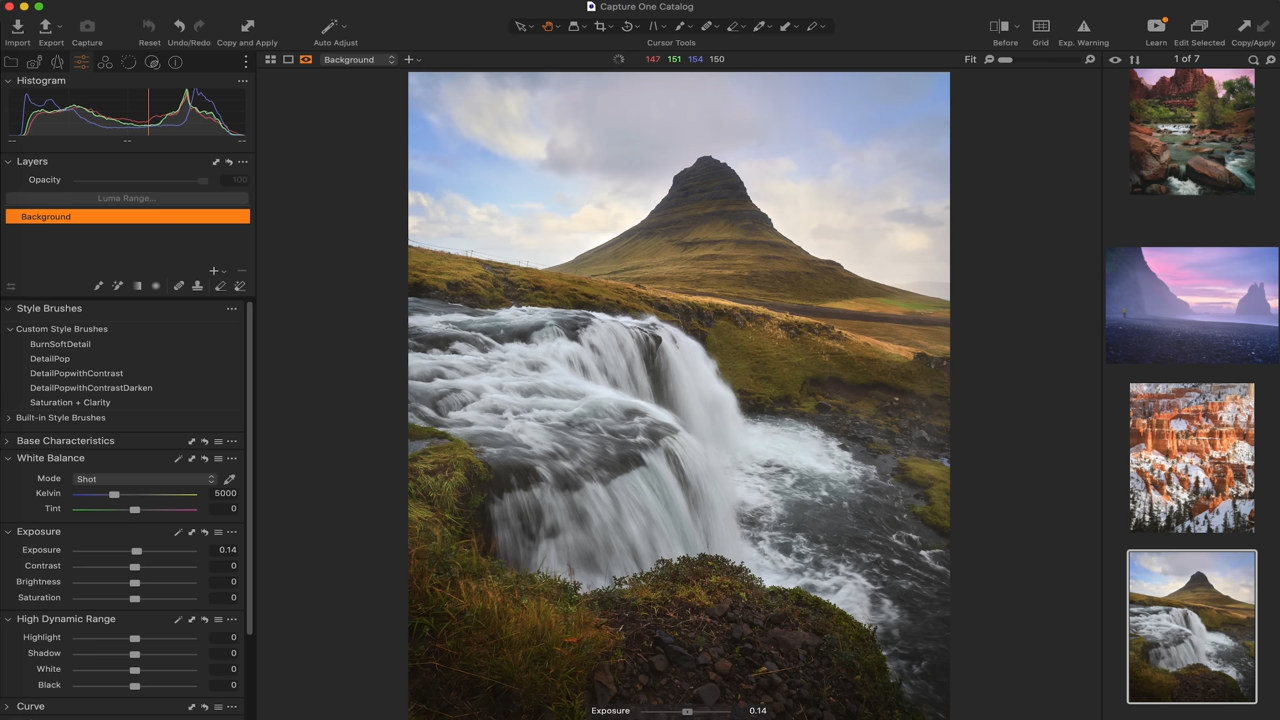 Capture One Catalog
Import Export Capture Reset Undo/Redo Copy and Apply Auto Adjust Cursor Tools Before Grid Exp. Warning Learn Edit Selected Copy/Apply
Background 147 151 154 150 Fit 1 of 7
Histogram
-- -- --
Layers
Opacity 100
Luma Range...
Background
Style Brushes
Custom Style Brushes
BurnSoftDetail
DetailPop
DetailPopwithContrast
DetailPopwithContrastDarken
Saturation + Clarity
Built-in Style Brushes
Base Characteristics
White Balance
Mode Shot
Kelvin 5000
Tint 0
Exposure
Exposure 0.14
Contrast 0
Brightness 0
Saturation 0
High Dynamic Range
Highlight 0
Shadow 0
White 0
Black 0
Curve
Exposure 0.14